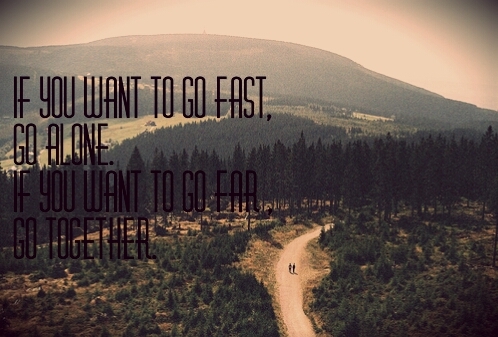 IF YOU WANT TO GO FAST,
GO ALONE.
IF YOU WANT TO GO FAR ,
GO TOGETHER.